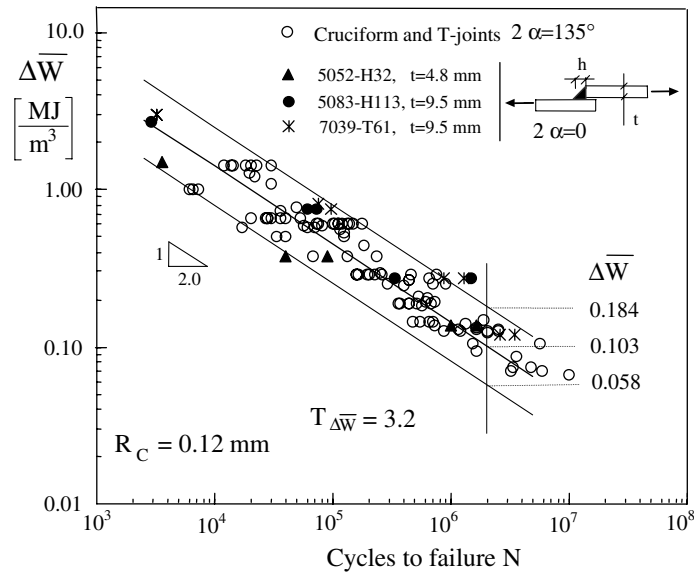 10.0
1.00
0.10
0.01
ΔW̅
[MJ/m³]
Cruciform and T-joints 2 α=135°
5052-H32, t=4.8 mm
5083-H113, t=9.5 mm
7039-T61, t=9.5 mm
h
t
2 α=0
1
2.0
ΔW̅
0.184
0.103
0.058
T ΔW̅ = 3.2
R C = 0.12 mm
10³ 10⁴ 10⁵ 10⁶ 10⁷ 10⁸
Cycles to failure N